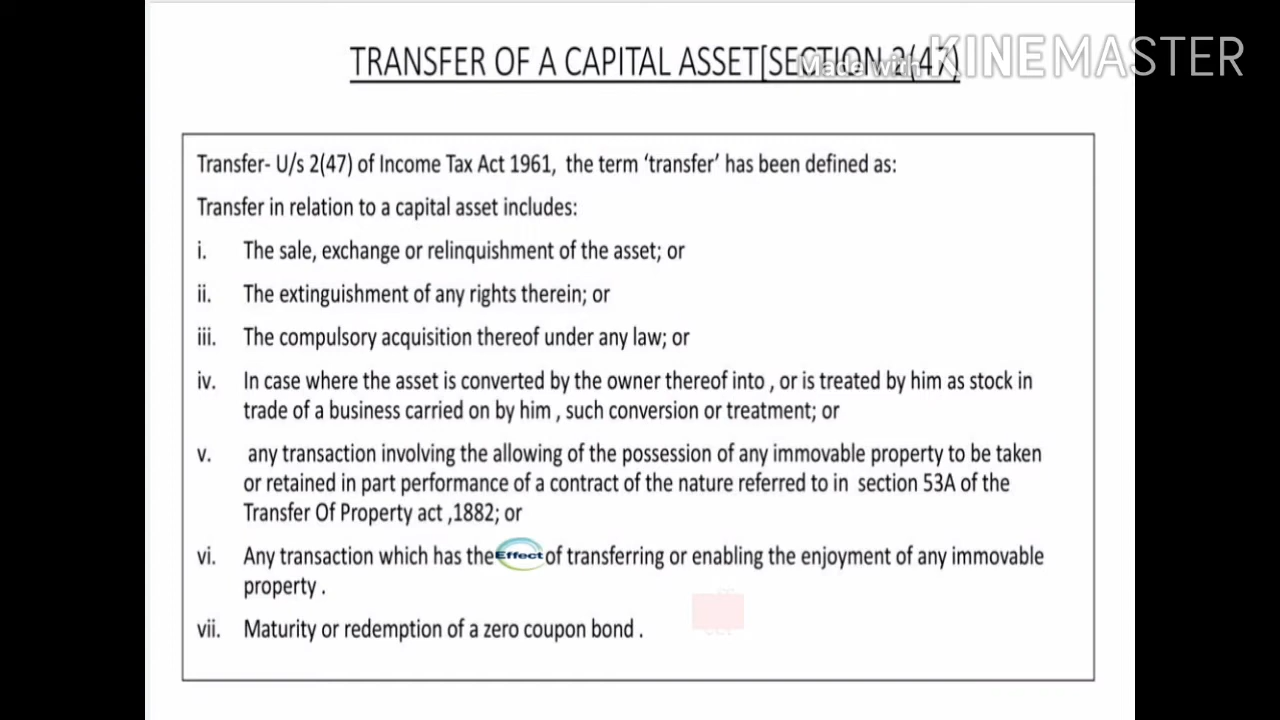 TRANSFER OF A CAPITAL ASSET[SECTION 2(47)
Made with KINEMASTER
Transfer- U/s 2(47) of Income Tax Act 1961, the term ‘transfer’ has been defined as:
Transfer in relation to a capital asset includes:
i. The sale, exchange or relinquishment of the asset; or
ii. The extinguishment of any rights therein; or
iii. The compulsory acquisition thereof under any law; or
iv. In case where the asset is converted by the owner thereof into , or is treated by him as stock in
trade of a business carried on by him , such conversion or treatment; or
v. any transaction involving the allowing of the possession of any immovable property to be taken
or retained in part performance of a contract of the nature referred to in section 53A of the
Transfer Of Property act ,1882; or
vi. Any transaction which has the Effect of transferring or enabling the enjoyment of any immovable
property .
vii. Maturity or redemption of a zero coupon bond .